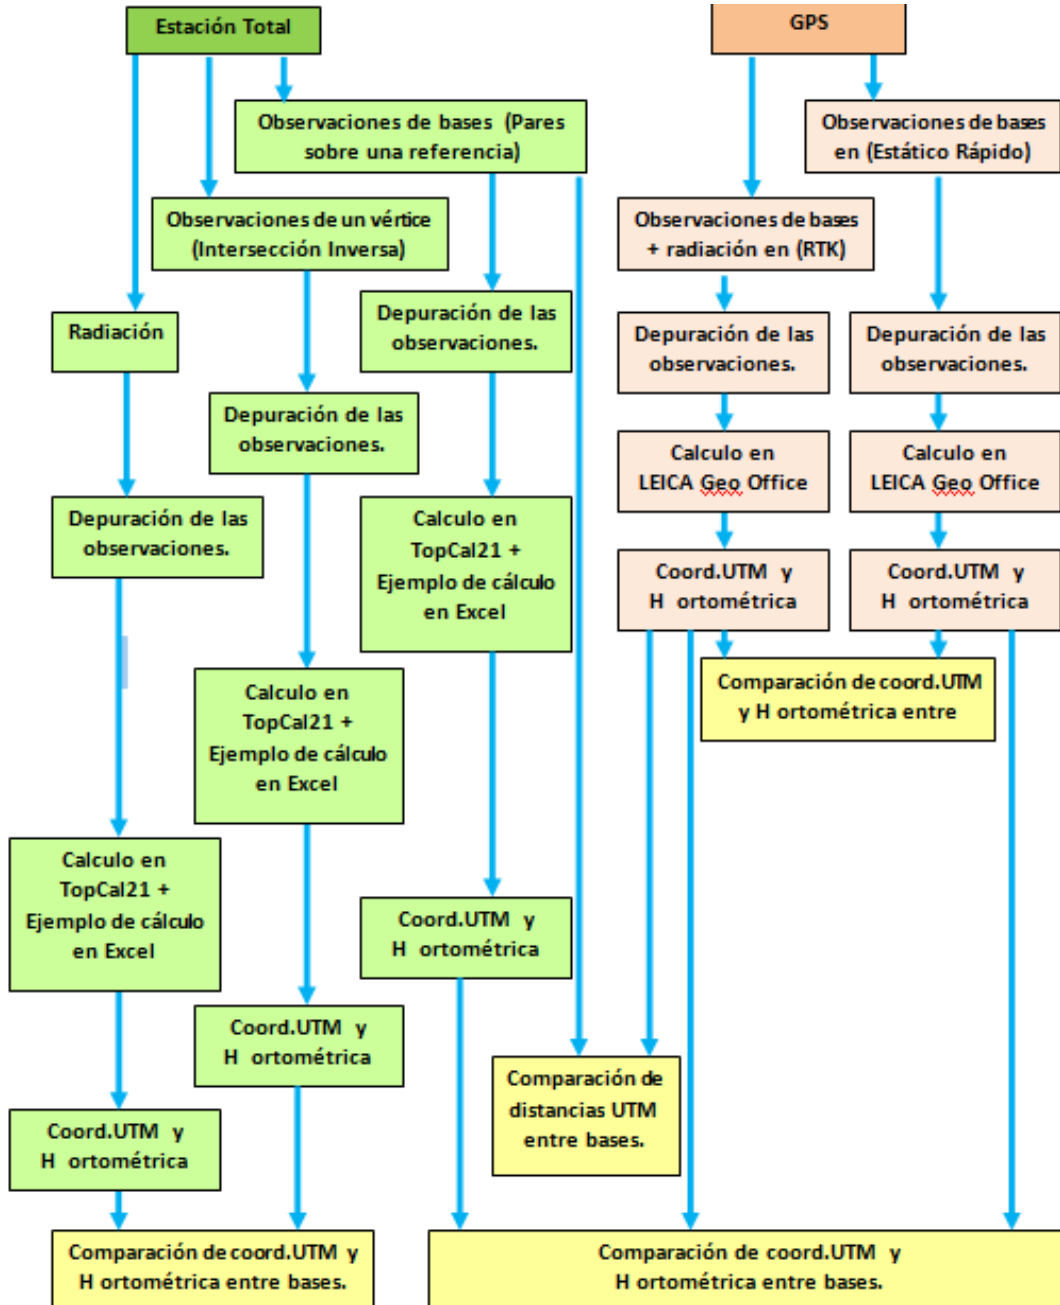 Estación Total
GPS
Observaciones de bases (Pares
sobre una referencia)
Observaciones de bases
en (Estático Rápido)
Observaciones de un vértice
(Intersección Inversa)
Observaciones de bases
+ radiación en (RTK)
Radiación
Depuración de las
observaciones.
Depuración de las
observaciones.
Depuración de las
observaciones.
Depuración de las
observaciones.
Calculo en
LEICA Geo Office
Calculo en
LEICA Geo Office
Depuración de las
observaciones.
Calculo en
TopCal21 +
Ejemplo de cálculo
en Excel
Coord.UTM y
H ortométrica
Coord.UTM y
H ortométrica
Calculo en
TopCal21 +
Ejemplo de cálculo
en Excel
Comparación de coord.UTM
y H ortométrica entre
Calculo en
TopCal21 +
Ejemplo de cálculo
en Excel
Coord.UTM y
H ortométrica
Coord.UTM y
H ortométrica
Comparación de
distancias UTM
entre bases.
Coord.UTM y
H ortométrica
Comparación de coord.UTM y
H ortométrica entre bases.
Comparación de coord.UTM y
H ortométrica entre bases.